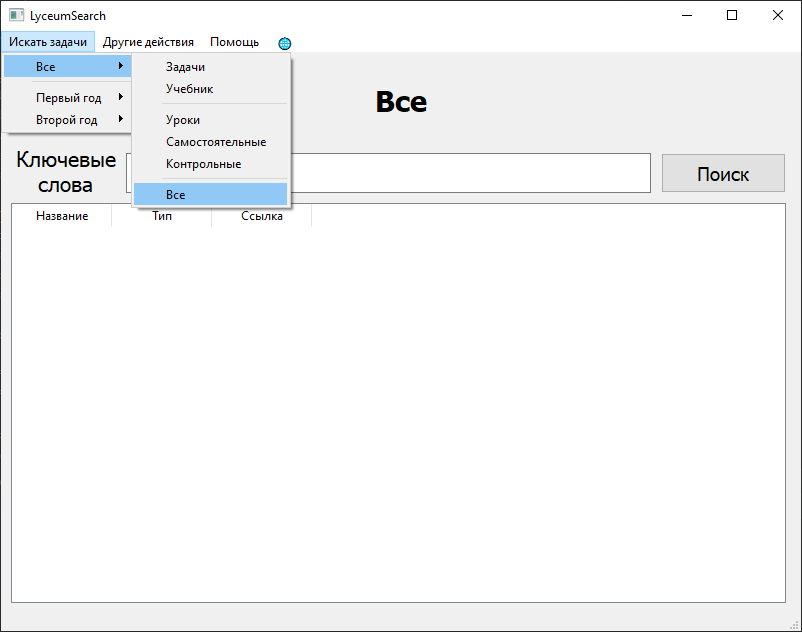 LyceumSearch
Искать задачи Другие действия Помощь
Все
Первый год
Второй год
Задачи
Учебник
Уроки
Самостоятельные
Контрольные
Все
Все
Ключевые
слова
Поиск
Название Тип Ссылка